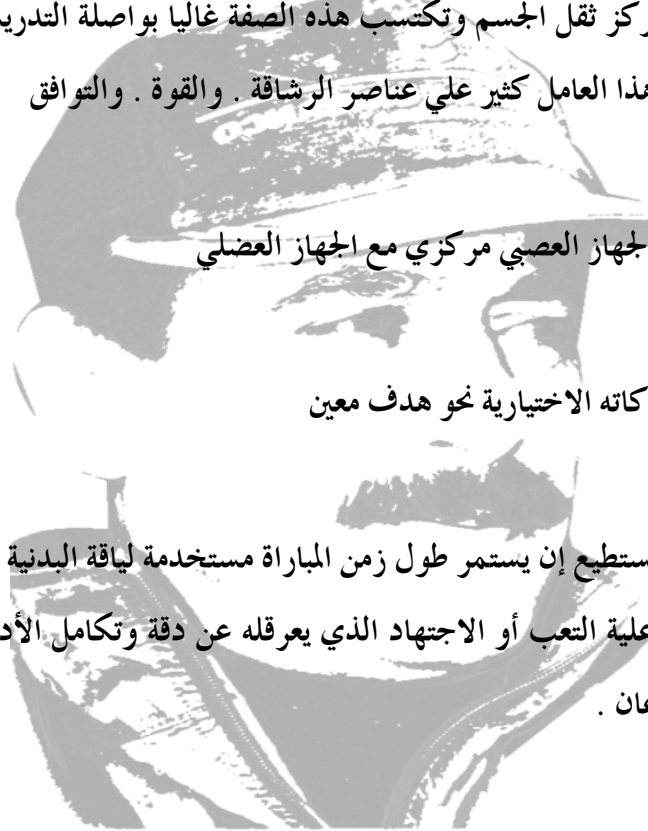 ركز ثقل الجسم وتكتسب هذه الصفة غاليا بواصلة التدري
هذا العامل كثير علي عناصر الرشاقة . والقوة . والتوافق
لجهاز العصبي مركزي مع الجهاز العضلي
كاته الاختيارية نحو هدف معين
ستطيع إن يستمر طول زمن المباراة مستخدمة لياقة البدنية
علية التعب أو الاجتهاد الذي يعرقله عن دقة وتكامل الأد
عان .